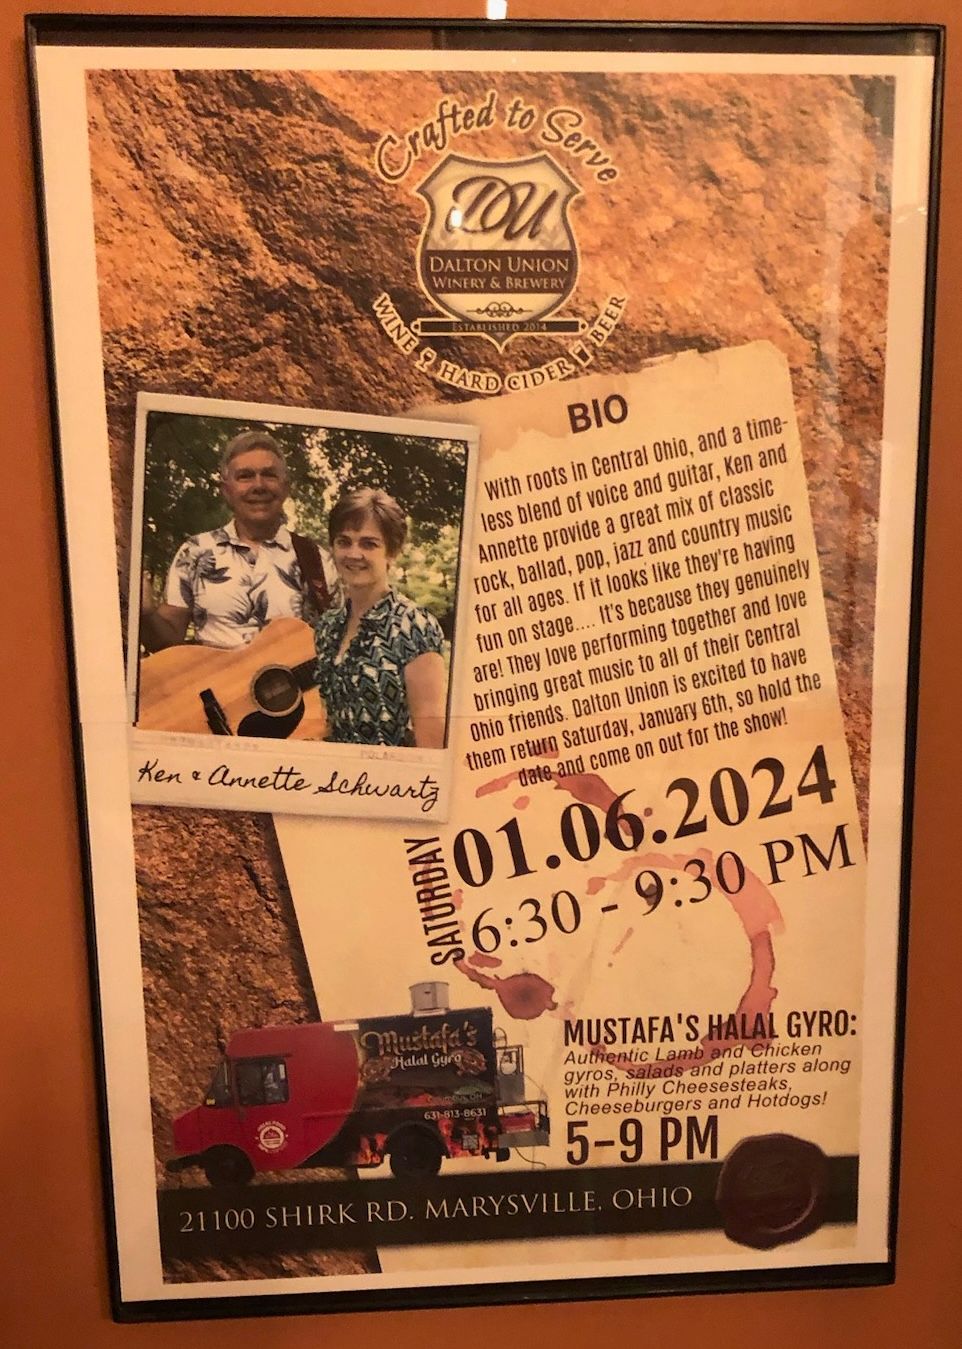 Crafted to Serve
DU
DALTON UNION
WINERY & BREWERY
ESTABLISHED 2014
WINE HARD CIDER BEER
BIO
With roots in Central Ohio, and a time-
less blend of voice and guitar, Ken and
Annette provide a great mix of classic
rock, ballad, pop, jazz and country music
for all ages. If it looks like they're having
fun on stage.... It's because they genuinely
are! They love performing together and love
bringing great music to all of their Central
Ohio friends. Dalton Union is excited to have
them return Saturday, January 6th, so hold the
date and come on out for the show!
Ken & Annette Schwartz
SATURDAY
01.06.2024
6:30 - 9:30 PM
Mustafa's
Halal Gyro
Columbus, OH
631-813-8631
MUSTAFA'S HALAL GYRO:
Authentic Lamb and Chicken
gyros, salads and platters along
with Philly Cheesesteaks,
Cheeseburgers and Hotdogs!
5-9 PM
21100 SHIRK RD. MARYSVILLE, OHIO